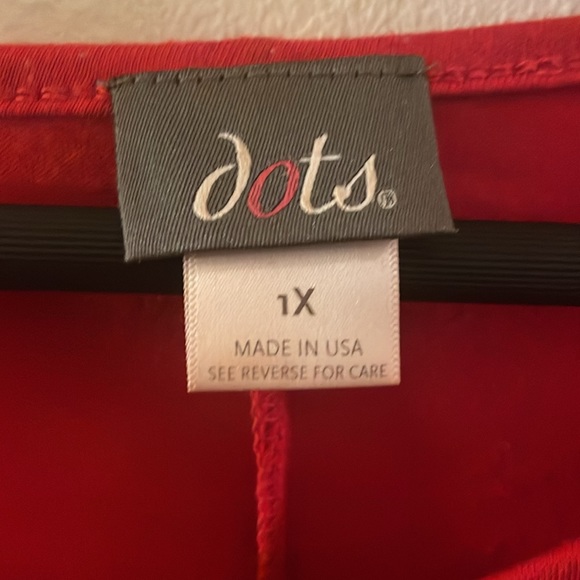 dots®
1X
MADE IN USA
SEE REVERSE FOR CARE